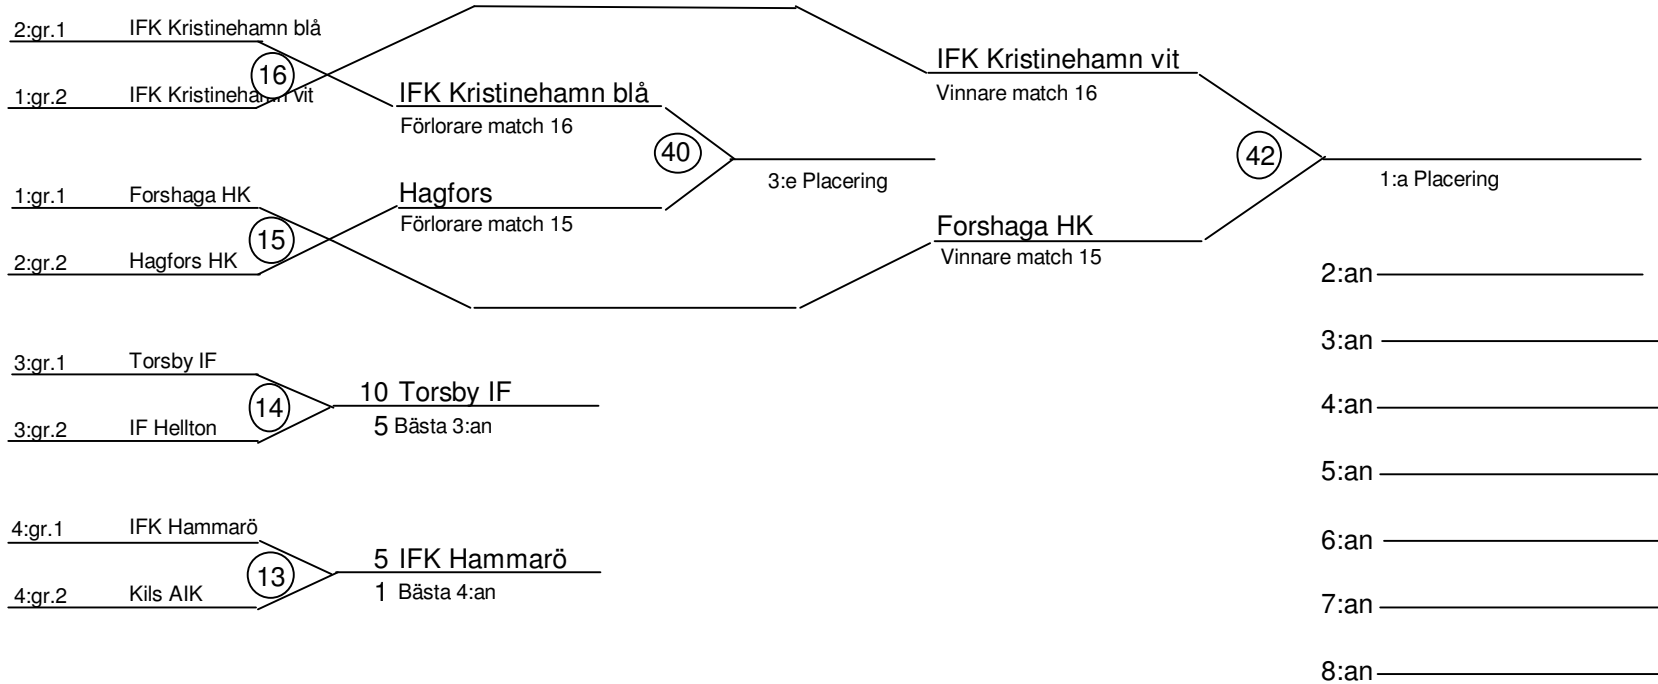 2:gr.1 IFK Kristinehamn blå
16
1:gr.2 IFK Kristinehamn vit
IFK Kristinehamn blå
Förlorare match 16
40
3:e Placering
IFK Kristinehamn vit
Vinnare match 16
42
1:a Placering
1:gr.1 Forshaga HK
15
2:gr.2 Hagfors HK
Hagfors
Förlorare match 15
Forshaga HK
Vinnare match 15
2:an
3:an
4:an
5:an
6:an
7:an
8:an
3:gr.1 Torsby IF
14
3:gr.2 IF Hellton
10 Torsby IF
5 Bästa 3:an
4:gr.1 IFK Hammarö
13
4:gr.2 Kils AIK
5 IFK Hammarö
1 Bästa 4:an